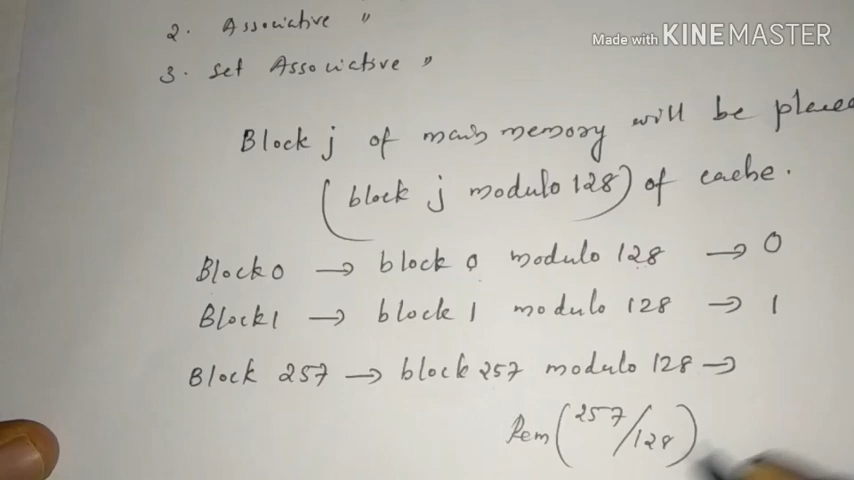 2. Associative "
Made with KINEMASTER
3. Set Associative "
Block j of main memory will be place
(block j modulo 128) of cache.
Block 0 → block 0 modulo 128 → 0
Block 1 → block 1 modulo 128 → 1
Block 257 → block 257 modulo 128 →
Rem (257/128)